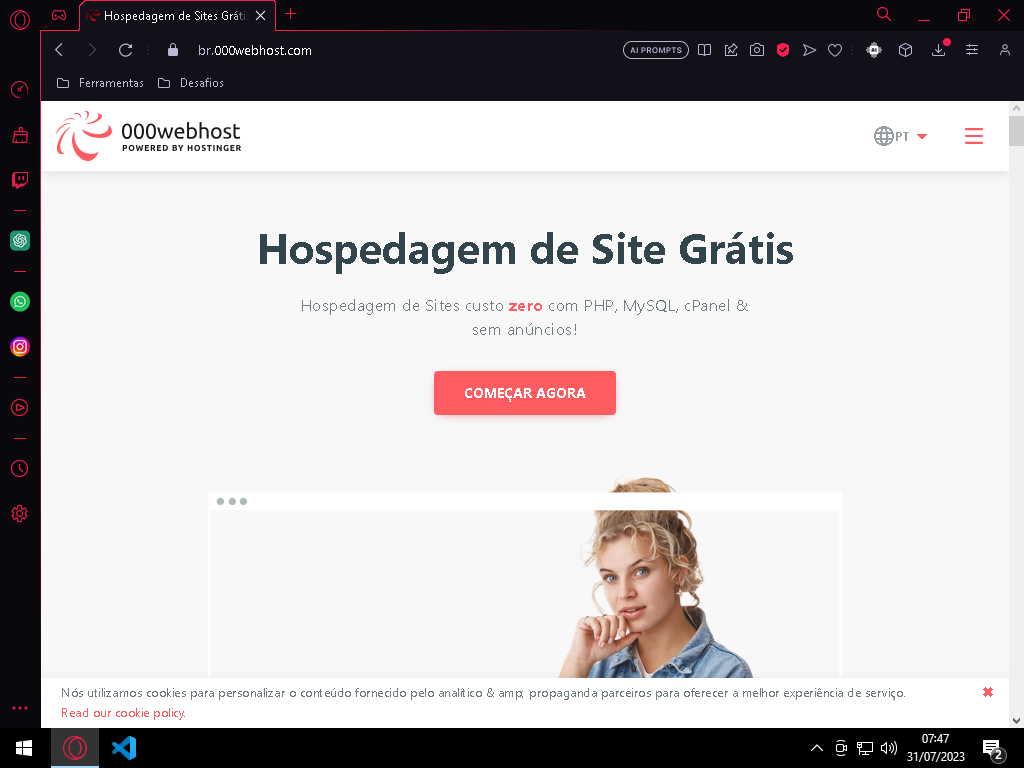 Hospedagem de Sites Gráti
br.000webhost.com
AI PROMPTS
Ferramentas
Desafios
000webhost
POWERED BY HOSTINGER
PT
Hospedagem de Site Grátis
Hospedagem de Sites custo zero com PHP, MySQL, cPanel &
sem anúncios!
COMEÇAR AGORA
Nós utilizamos cookies para personalizar o conteúdo fornecido pelo analítico & amp; propaganda parceiros para oferecer a melhor experiência de serviço.
Read our cookie policy.
07:47
31/07/2023
2